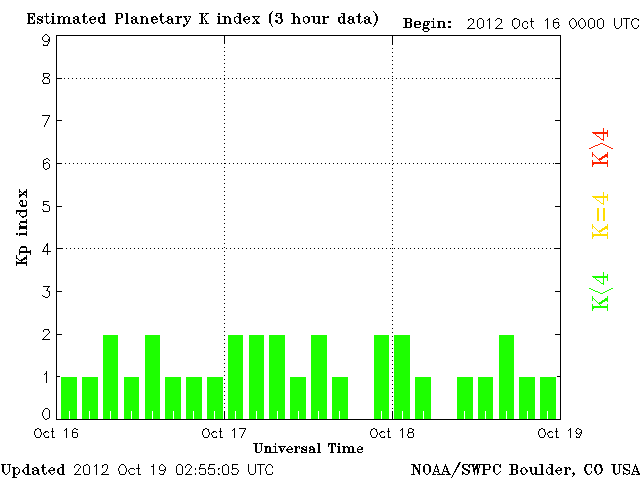 Estimated Planetary K index (3 hour data)
Begin: 2012 Oct 16 0000 UTC
9
8
7
6
5
4
3
2
1
0
Kp index
K>4
K=4
K<4
Oct 16
Oct 17
Oct 18
Oct 19
Universal Time
Updated 2012 Oct 19 02:55:05 UTC
NOAA/SWPC Boulder, CO USA